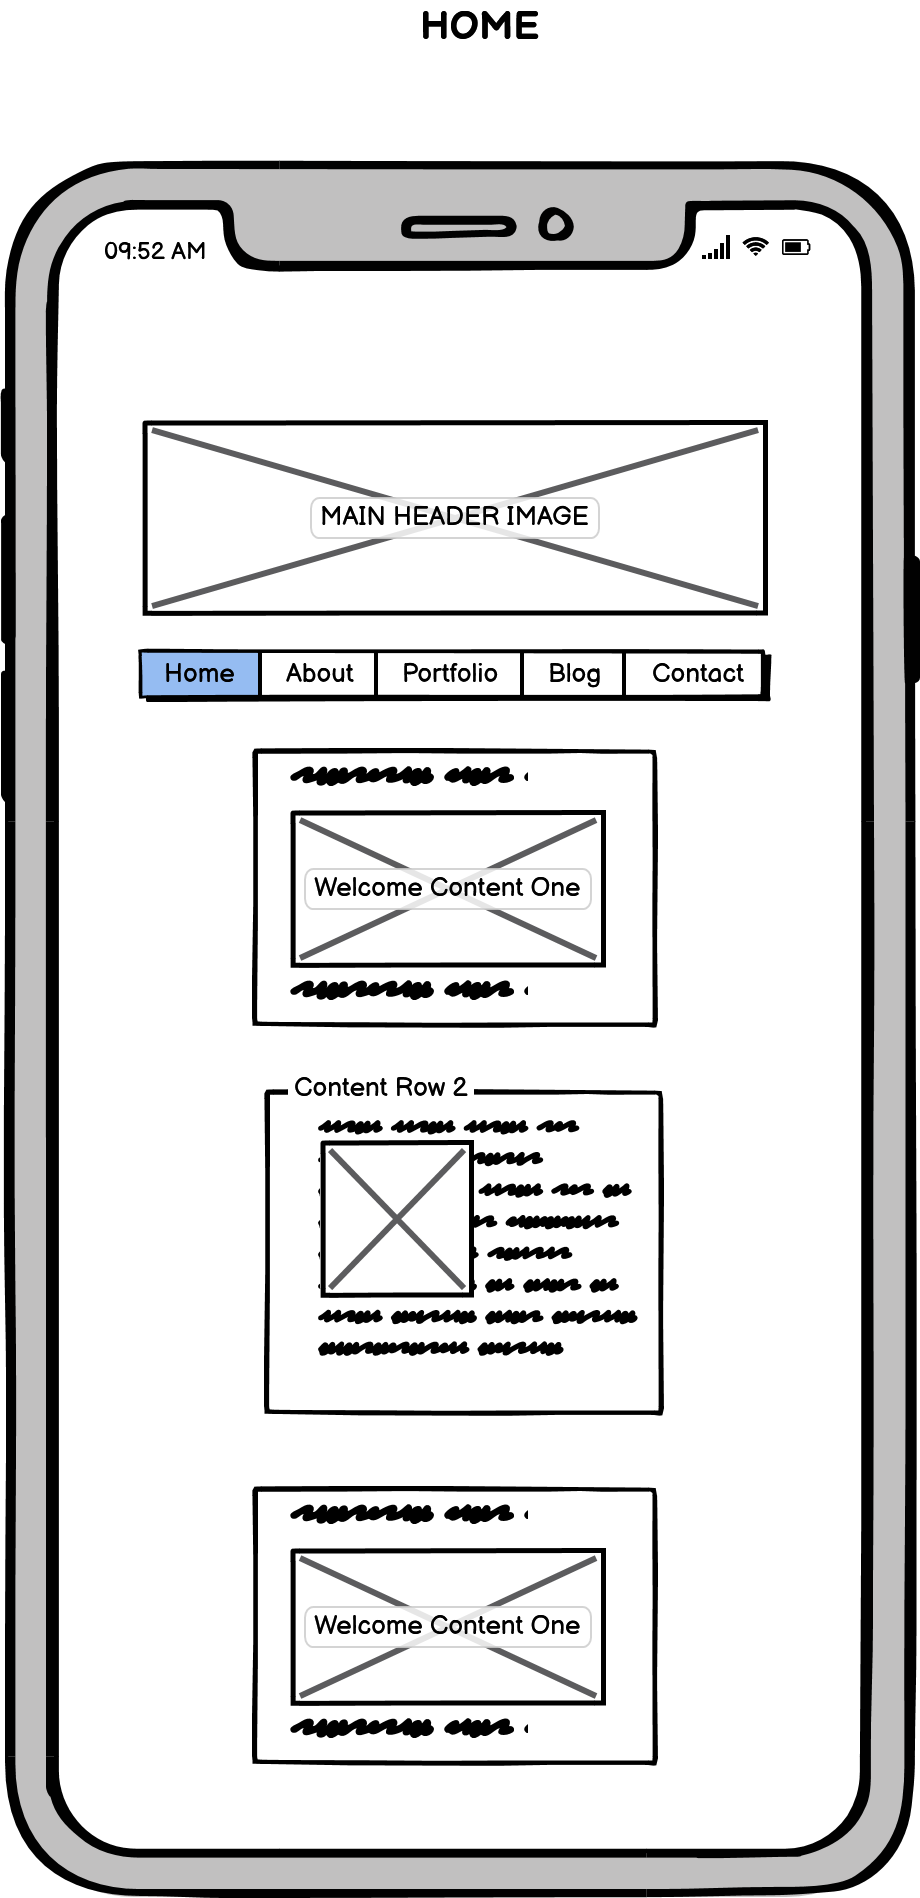 HOME
09:52 AM
MAIN HEADER IMAGE
Home About Portfolio Blog Contact
Welcome Content One
Content Row 2
Welcome Content One